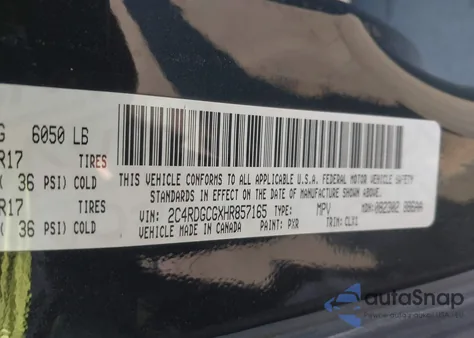 G 6050 LB
R17 TIRES
( 36 PSI) COLD
R17 TIRES
( 36 PSI) COLD
THIS VEHICLE CONFORMS TO ALL APPLICABLE U.S.A. FEDERAL MOTOR VEHICLE SAFETY
STANDARDS IN EFFECT ON THE DATE OF MANUFACTURE SHOWN ABOVE.
VIN: 2C4RDGCGXHR857165 TYPE: MPV MDH:
VEHICLE MADE IN CANADA PAINT: PXR TRIM: CLX1
autaSnap